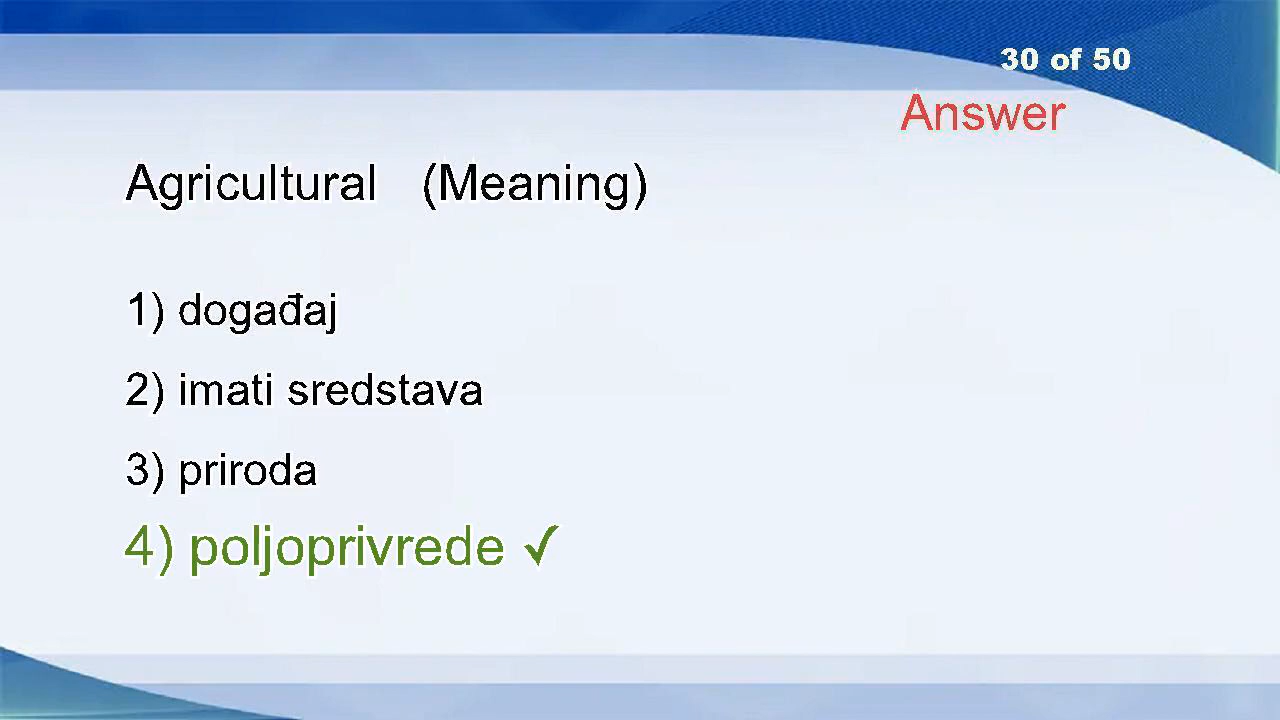 30 of 50
Answer
Agricultural (Meaning)
1) događaj
2) imati sredstava
3) priroda
4) poljoprivrede ✓